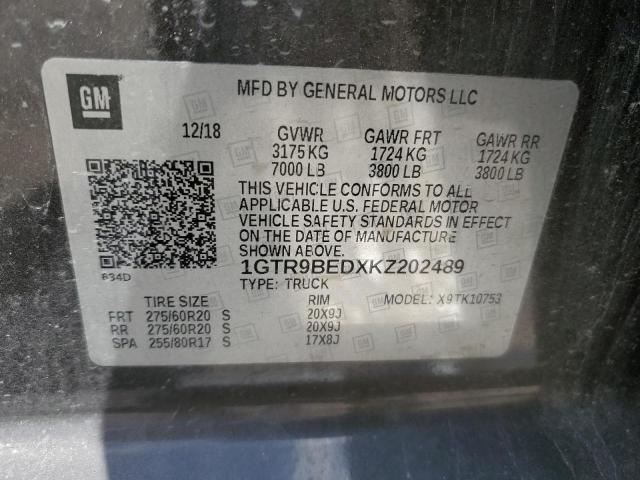 GM
MFD BY GENERAL MOTORS LLC
12/18 GVWR GAWR FRT GAWR RR
3175 KG 1724 KG 1724 KG
7000 LB 3800 LB 3800 LB
THIS VEHICLE CONFORMS TO ALL
APPLICABLE U.S. FEDERAL MOTOR
VEHICLE SAFETY STANDARDS IN EFFECT
ON THE DATE OF MANUFACTURE
SHOWN ABOVE.
1GTR9BEDXKZ202489
TYPE: TRUCK MODEL: X9TK10753
B34D
TIRE SIZE RIM
FRT 275/60R20 S 20X9J
RR 275/60R20 S 20X9J
SPA 255/80R17 S 17X8J